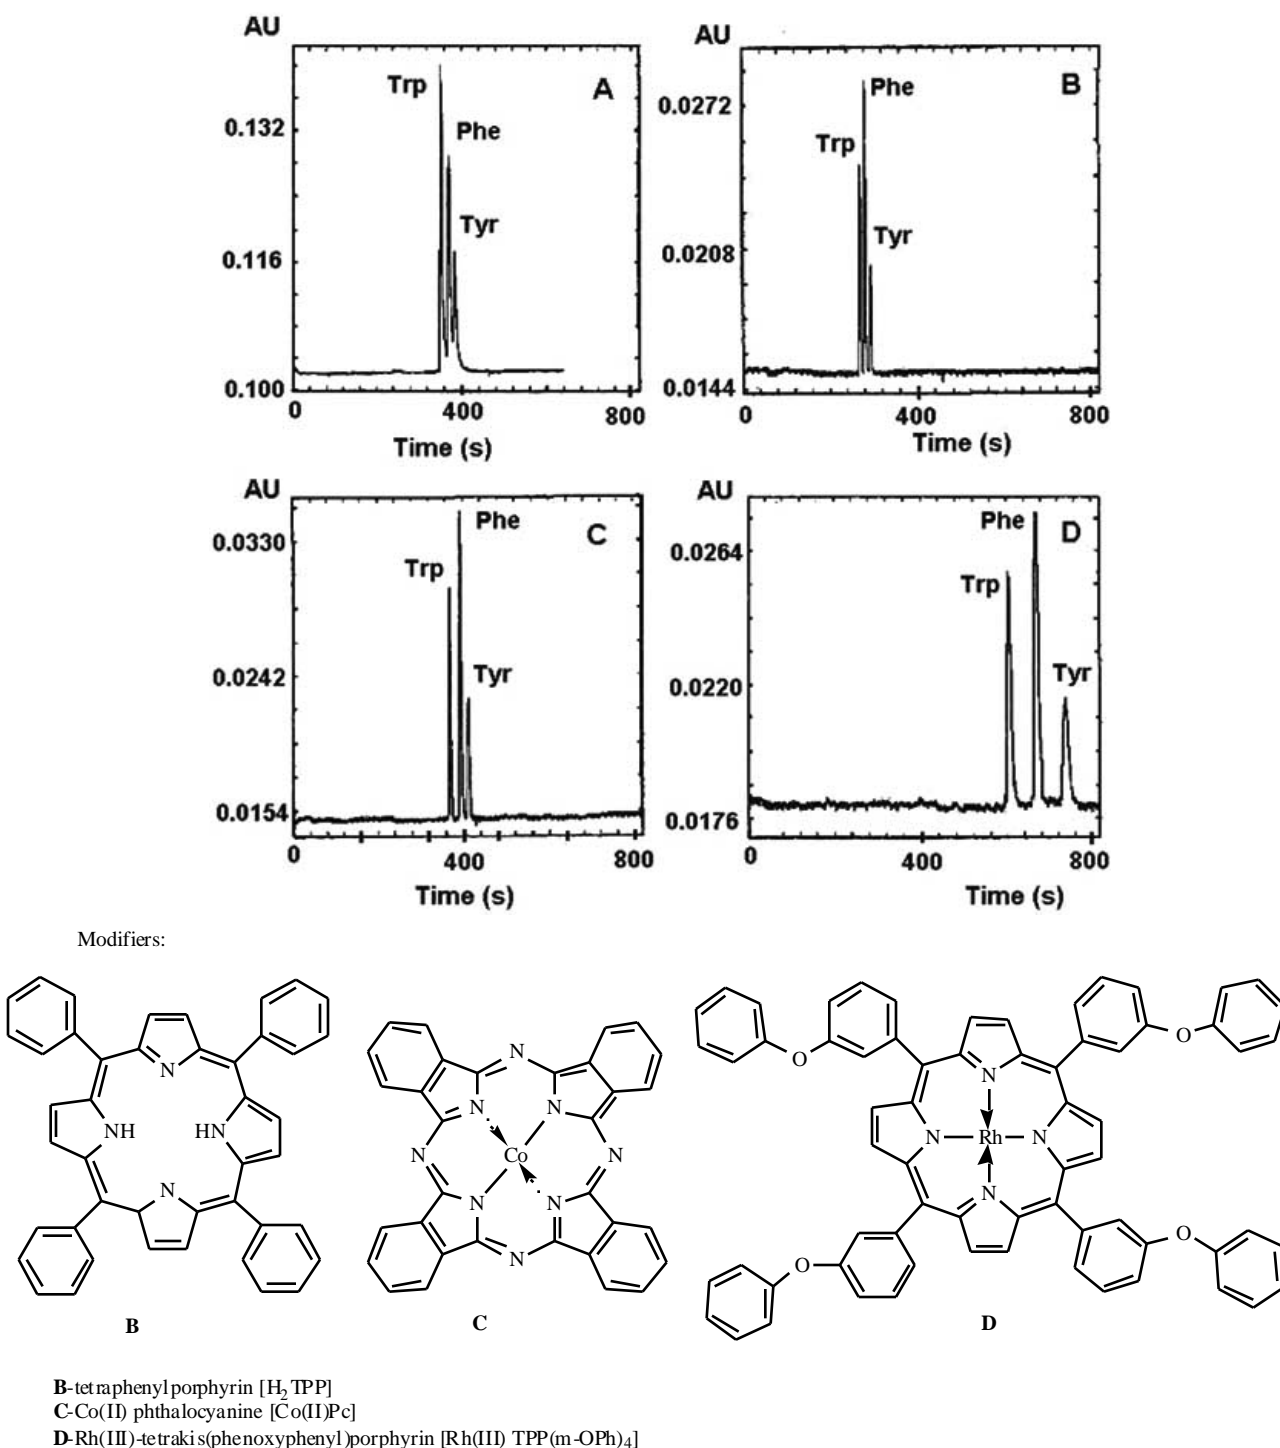 AU
A
Trp
Phe
Tyr
0.132
0.116
0.100
0 400 800
Time (s)
AU
B
Phe
Trp
Tyr
0.0272
0.0208
0.0144
0 400 800
Time (s)
AU
C
Phe
Trp
Tyr
0.0330
0.0242
0.0154
0 400 800
Time (s)
AU
D
Phe
Trp
Tyr
0.0264
0.0220
0.0176
0 400 800
Time (s)
Modifiers:
N
NH HN
N
B
N
N N
N Co N
N N
N
C
O O
N
N Rh N
N
O O
D
B-tetraphenylporphyrin [H2TPP]
C-Co(II) phthalocyanine [Co(II)Pc]
D-Rh(III)-tetrakis(phenoxyphenyl)porphyrin [Rh(III) TPP(m-OPh)4]